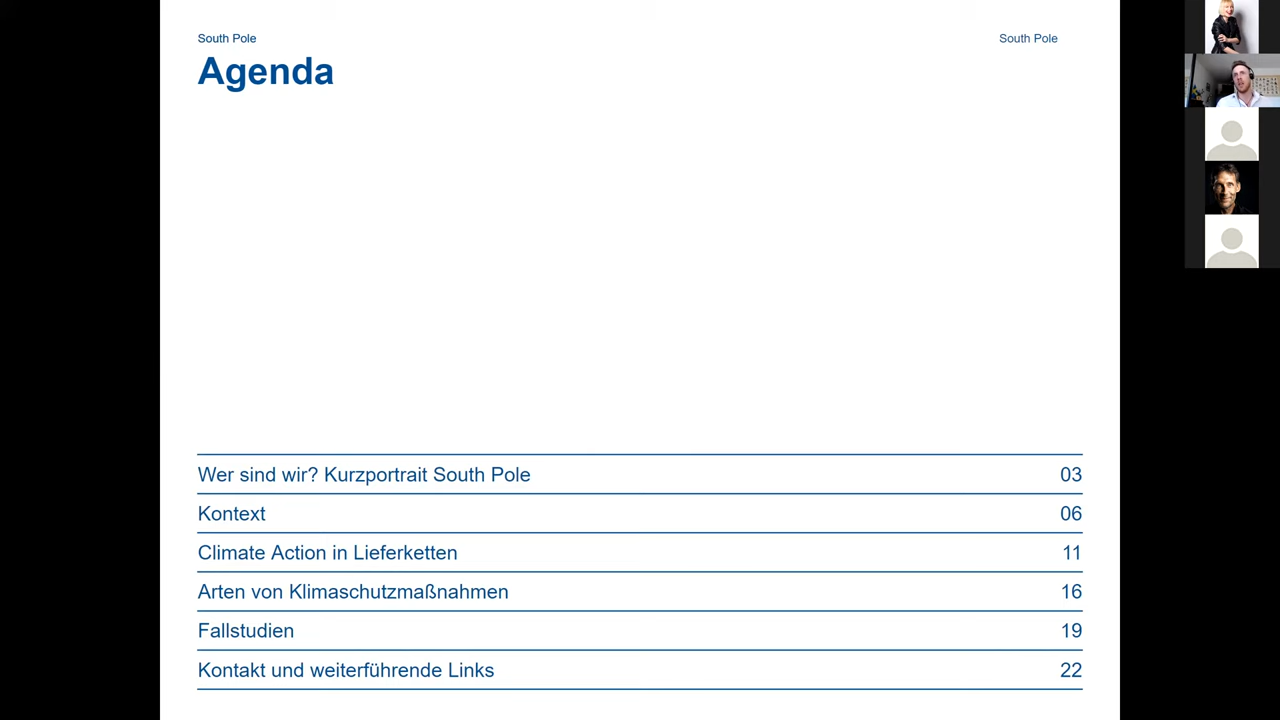 South Pole
South Pole
Agenda
Wer sind wir? Kurzportrait South Pole 03
Kontext 06
Climate Action in Lieferketten 11
Arten von Klimaschutzmaßnahmen 16
Fallstudien 19
Kontakt und weiterführende Links 22